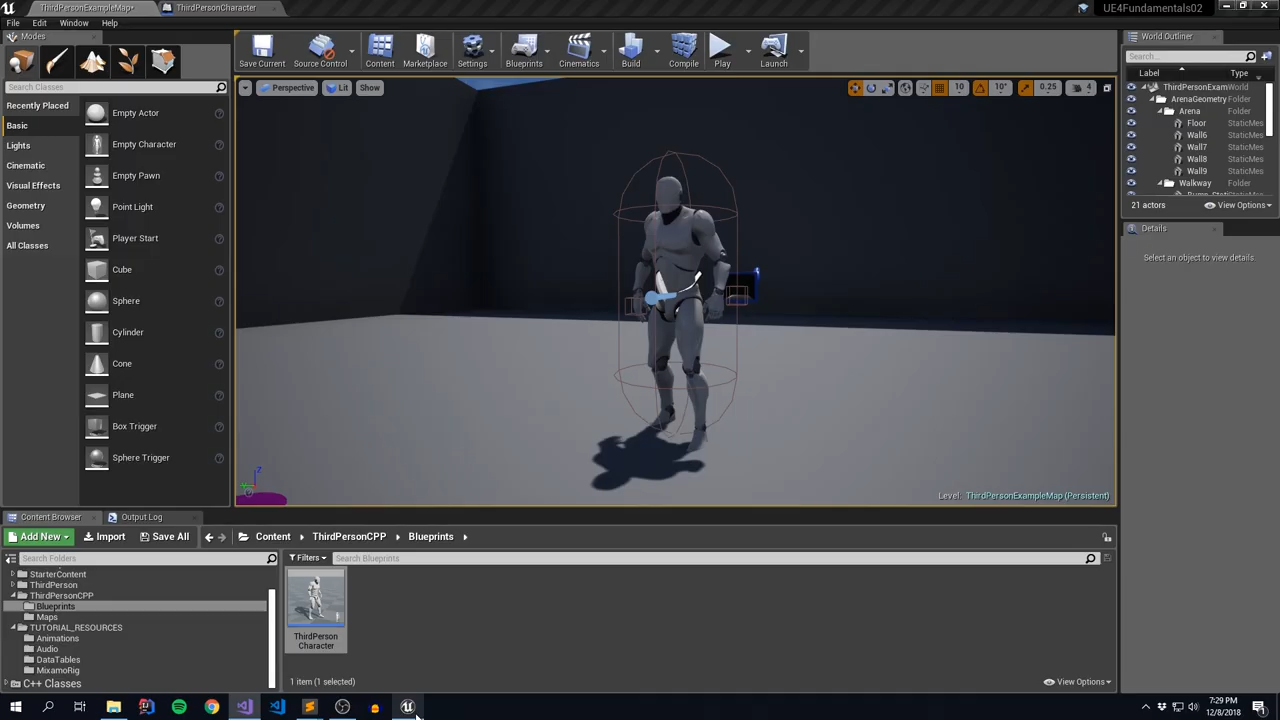 ThirdPersonExampleMap*
ThirdPersonCharacter
UE4Fundamentals02
File Edit Window Help
Modes
Search Classes
Recently Placed
Basic
Lights
Cinematic
Visual Effects
Geometry
Volumes
All Classes
Empty Actor
Empty Character
Empty Pawn
Point Light
Player Start
Cube
Sphere
Cylinder
Cone
Plane
Box Trigger
Sphere Trigger
Save Current
Source Control
Content
Marketplace
Settings
Blueprints
Cinematics
Build
Compile
Play
Launch
Perspective Lit Show
10 10° 0.25 4
Z
Level: ThirdPersonExampleMap (Persistent)
World Outliner
Search...
Label Type
ThirdPersonExam World
ArenaGeometry Folder
Arena Folder
Floor StaticMes
Wall6 StaticMes
Wall7 StaticMes
Wall8 StaticMes
Wall9 StaticMes
Walkway Folder
21 actors View Options
Details
Select an object to view details.
Content Browser
Output Log
Add New Import Save All Content ThirdPersonCPP Blueprints
Search Folders
Filters Search Blueprints
StarterContent
ThirdPerson
ThirdPersonCPP
Blueprints
Maps
TUTORIAL_RESOURCES
Animations
Audio
DataTables
MixamoRig
C++ Classes
ThirdPerson
Character
1 item (1 selected)
View Options
7:29 PM
12/8/2018